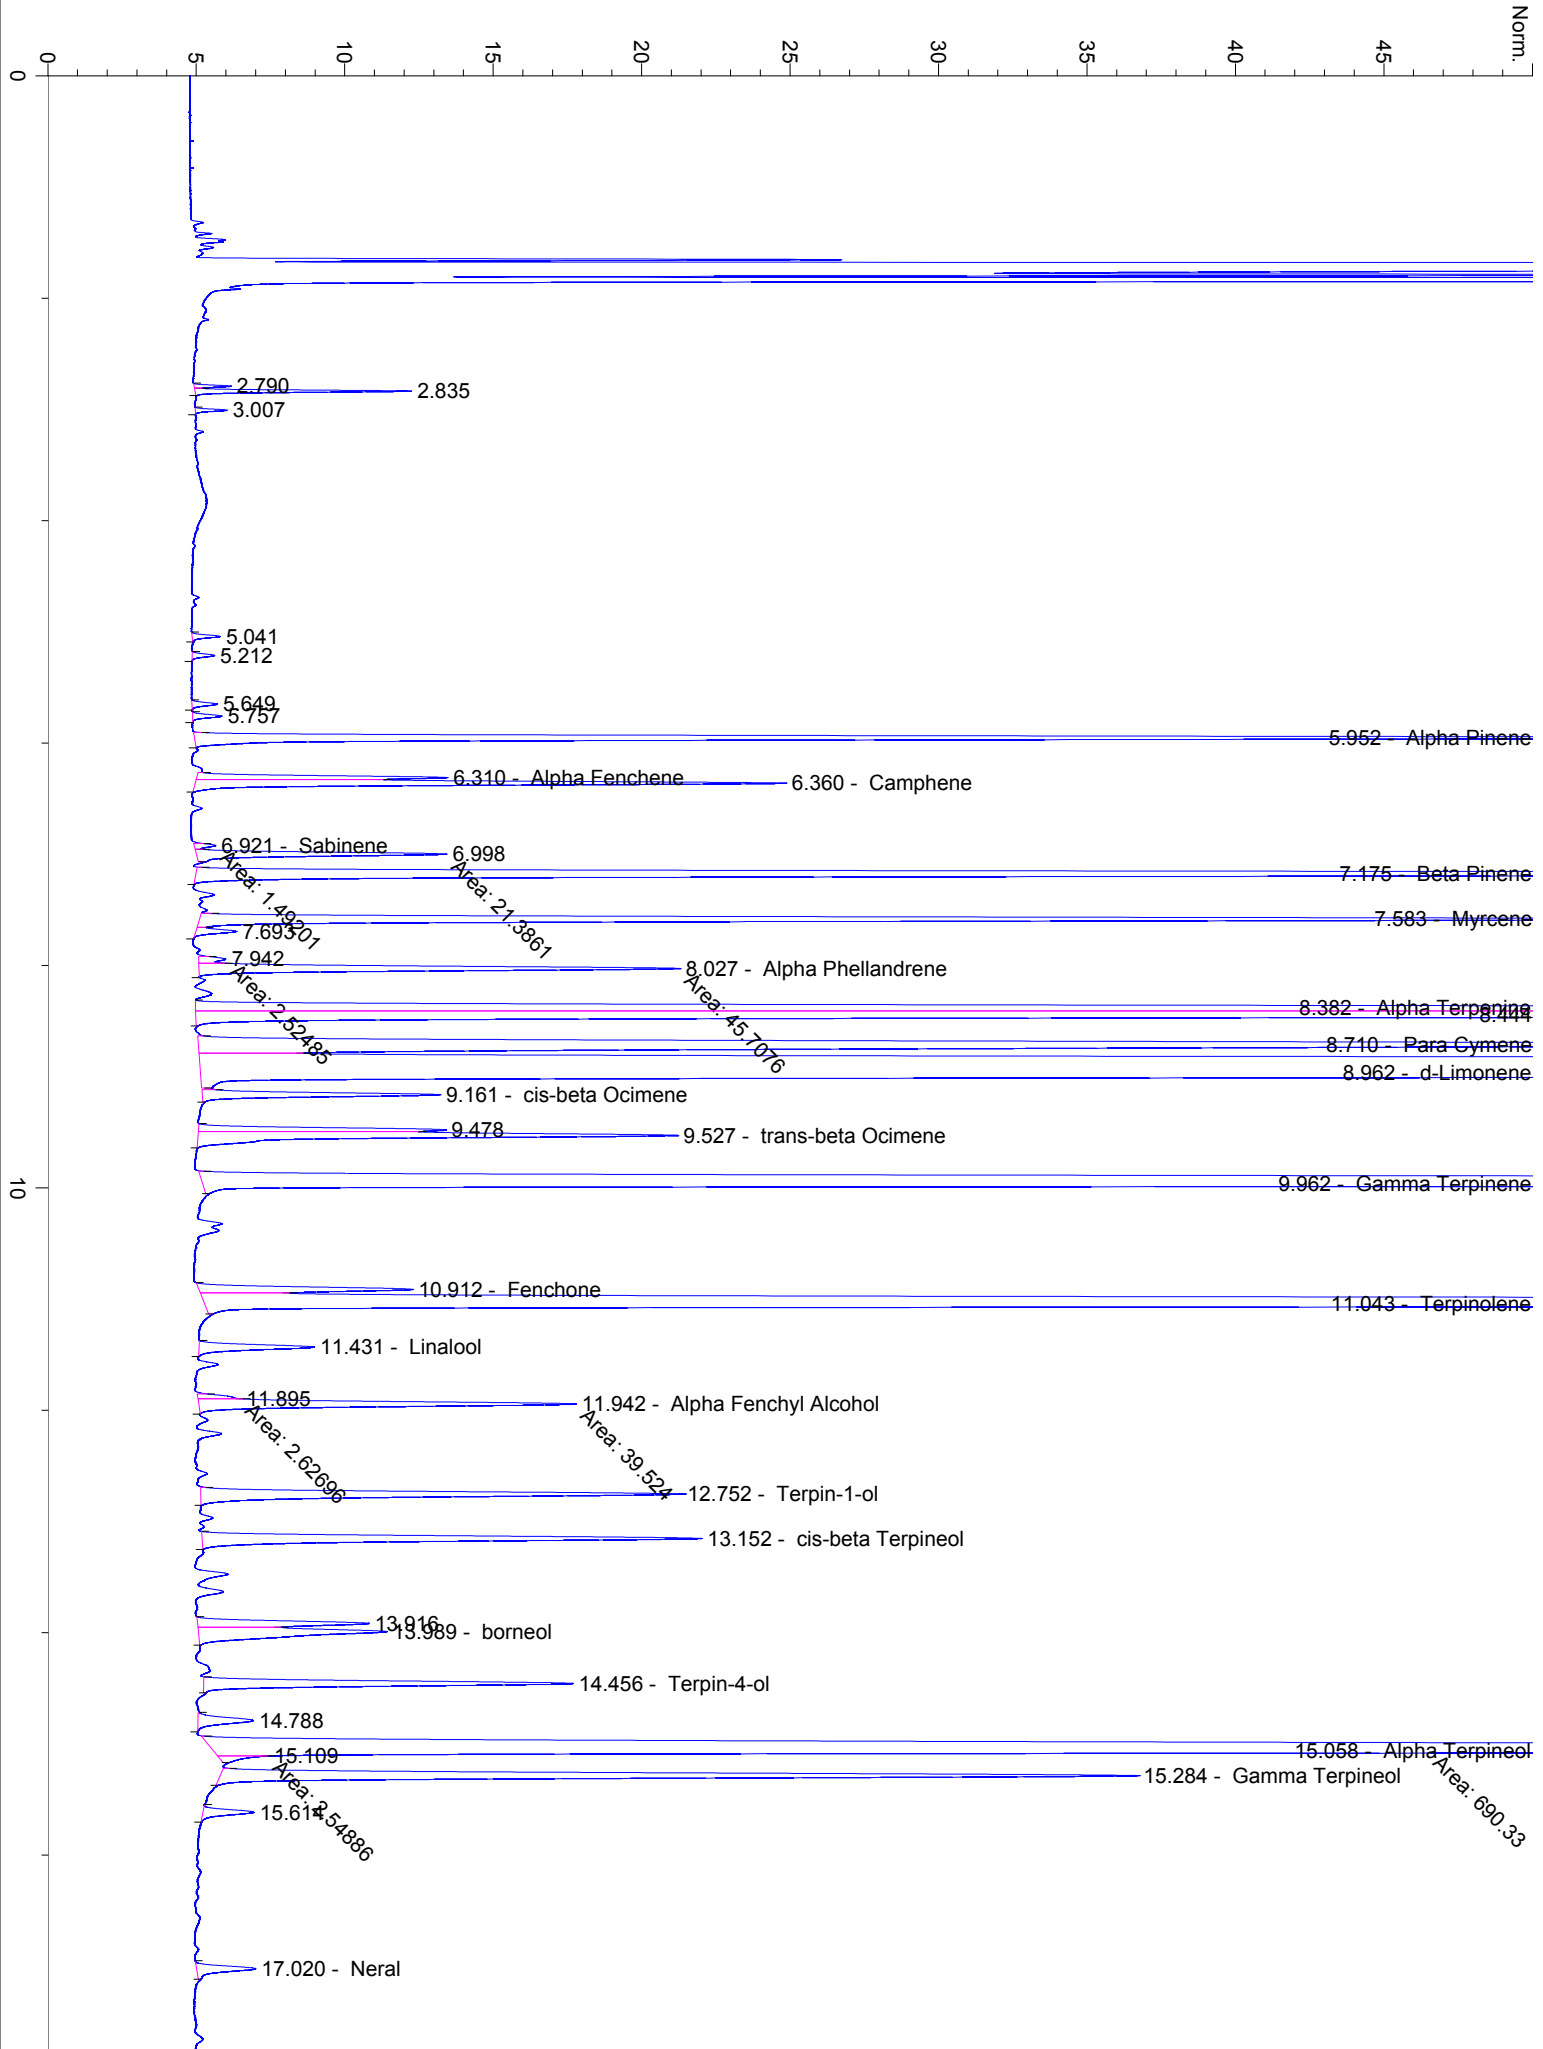 Norm.
0
5
10
15
20
25
30
35
40
45
0
2.790
2.835
3.007
5.041
5.212
5.649
5.757
5.952 - Alpha Pinene
6.310 - Alpha Fenchene
6.360 - Camphene
6.921 - Sabinene
Area: 1.49201
6.998
Area: 21.3861
7.175 - Beta Pinene
7.583 - Myrcene
7.693
7.942
Area: 2.52485
8.027 - Alpha Phellandrene
Area: 45.7076
8.382 - Alpha Terpenine
8.444
8.710 - Para Cymene
8.962 - d-Limonene
9.161 - cis-beta Ocimene
9.478
9.527 - trans-beta Ocimene
9.962 - Gamma Terpinene
10
10.912 - Fenchone
11.043 - Terpinolene
11.431 - Linalool
11.895
Area: 2.62696
11.942 - Alpha Fenchyl Alcohol
Area: 39.524
12.752 - Terpin-1-ol
13.152 - cis-beta Terpineol
13.916
13.989 - borneol
14.456 - Terpin-4-ol
14.788
15.058 - Alpha Terpineol
Area: 690.33
15.109
15.284 - Gamma Terpineol
15.614
17.020 - Neral